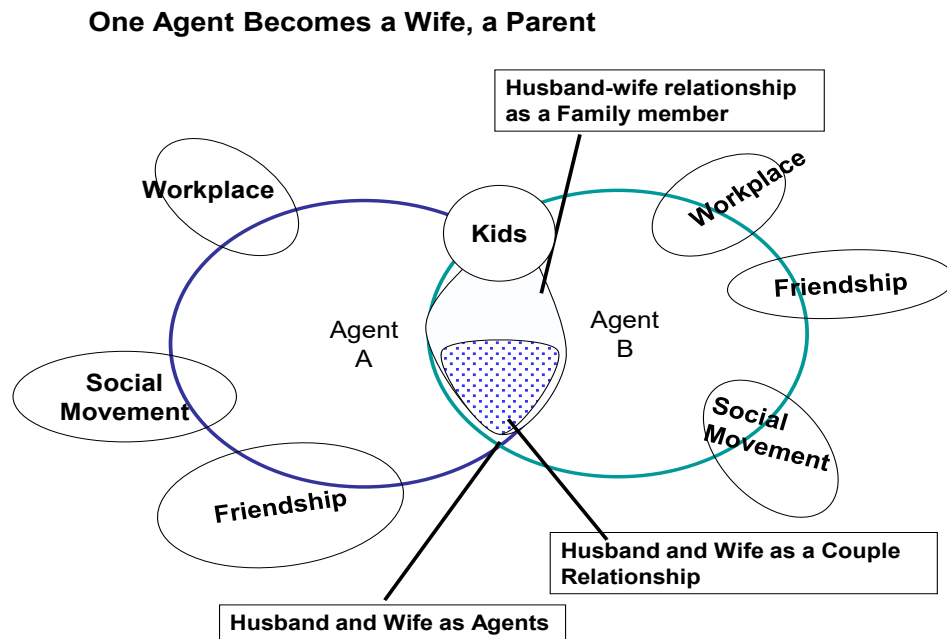 One Agent Becomes a Wife, a Parent
Husband-wife relationship
as a Family member
Workplace
Workplace
Kids
Friendship
Agent
A
Agent
B
Social
Movement
Social
Movement
Friendship
Husband and Wife as a Couple
Relationship
Husband and Wife as Agents